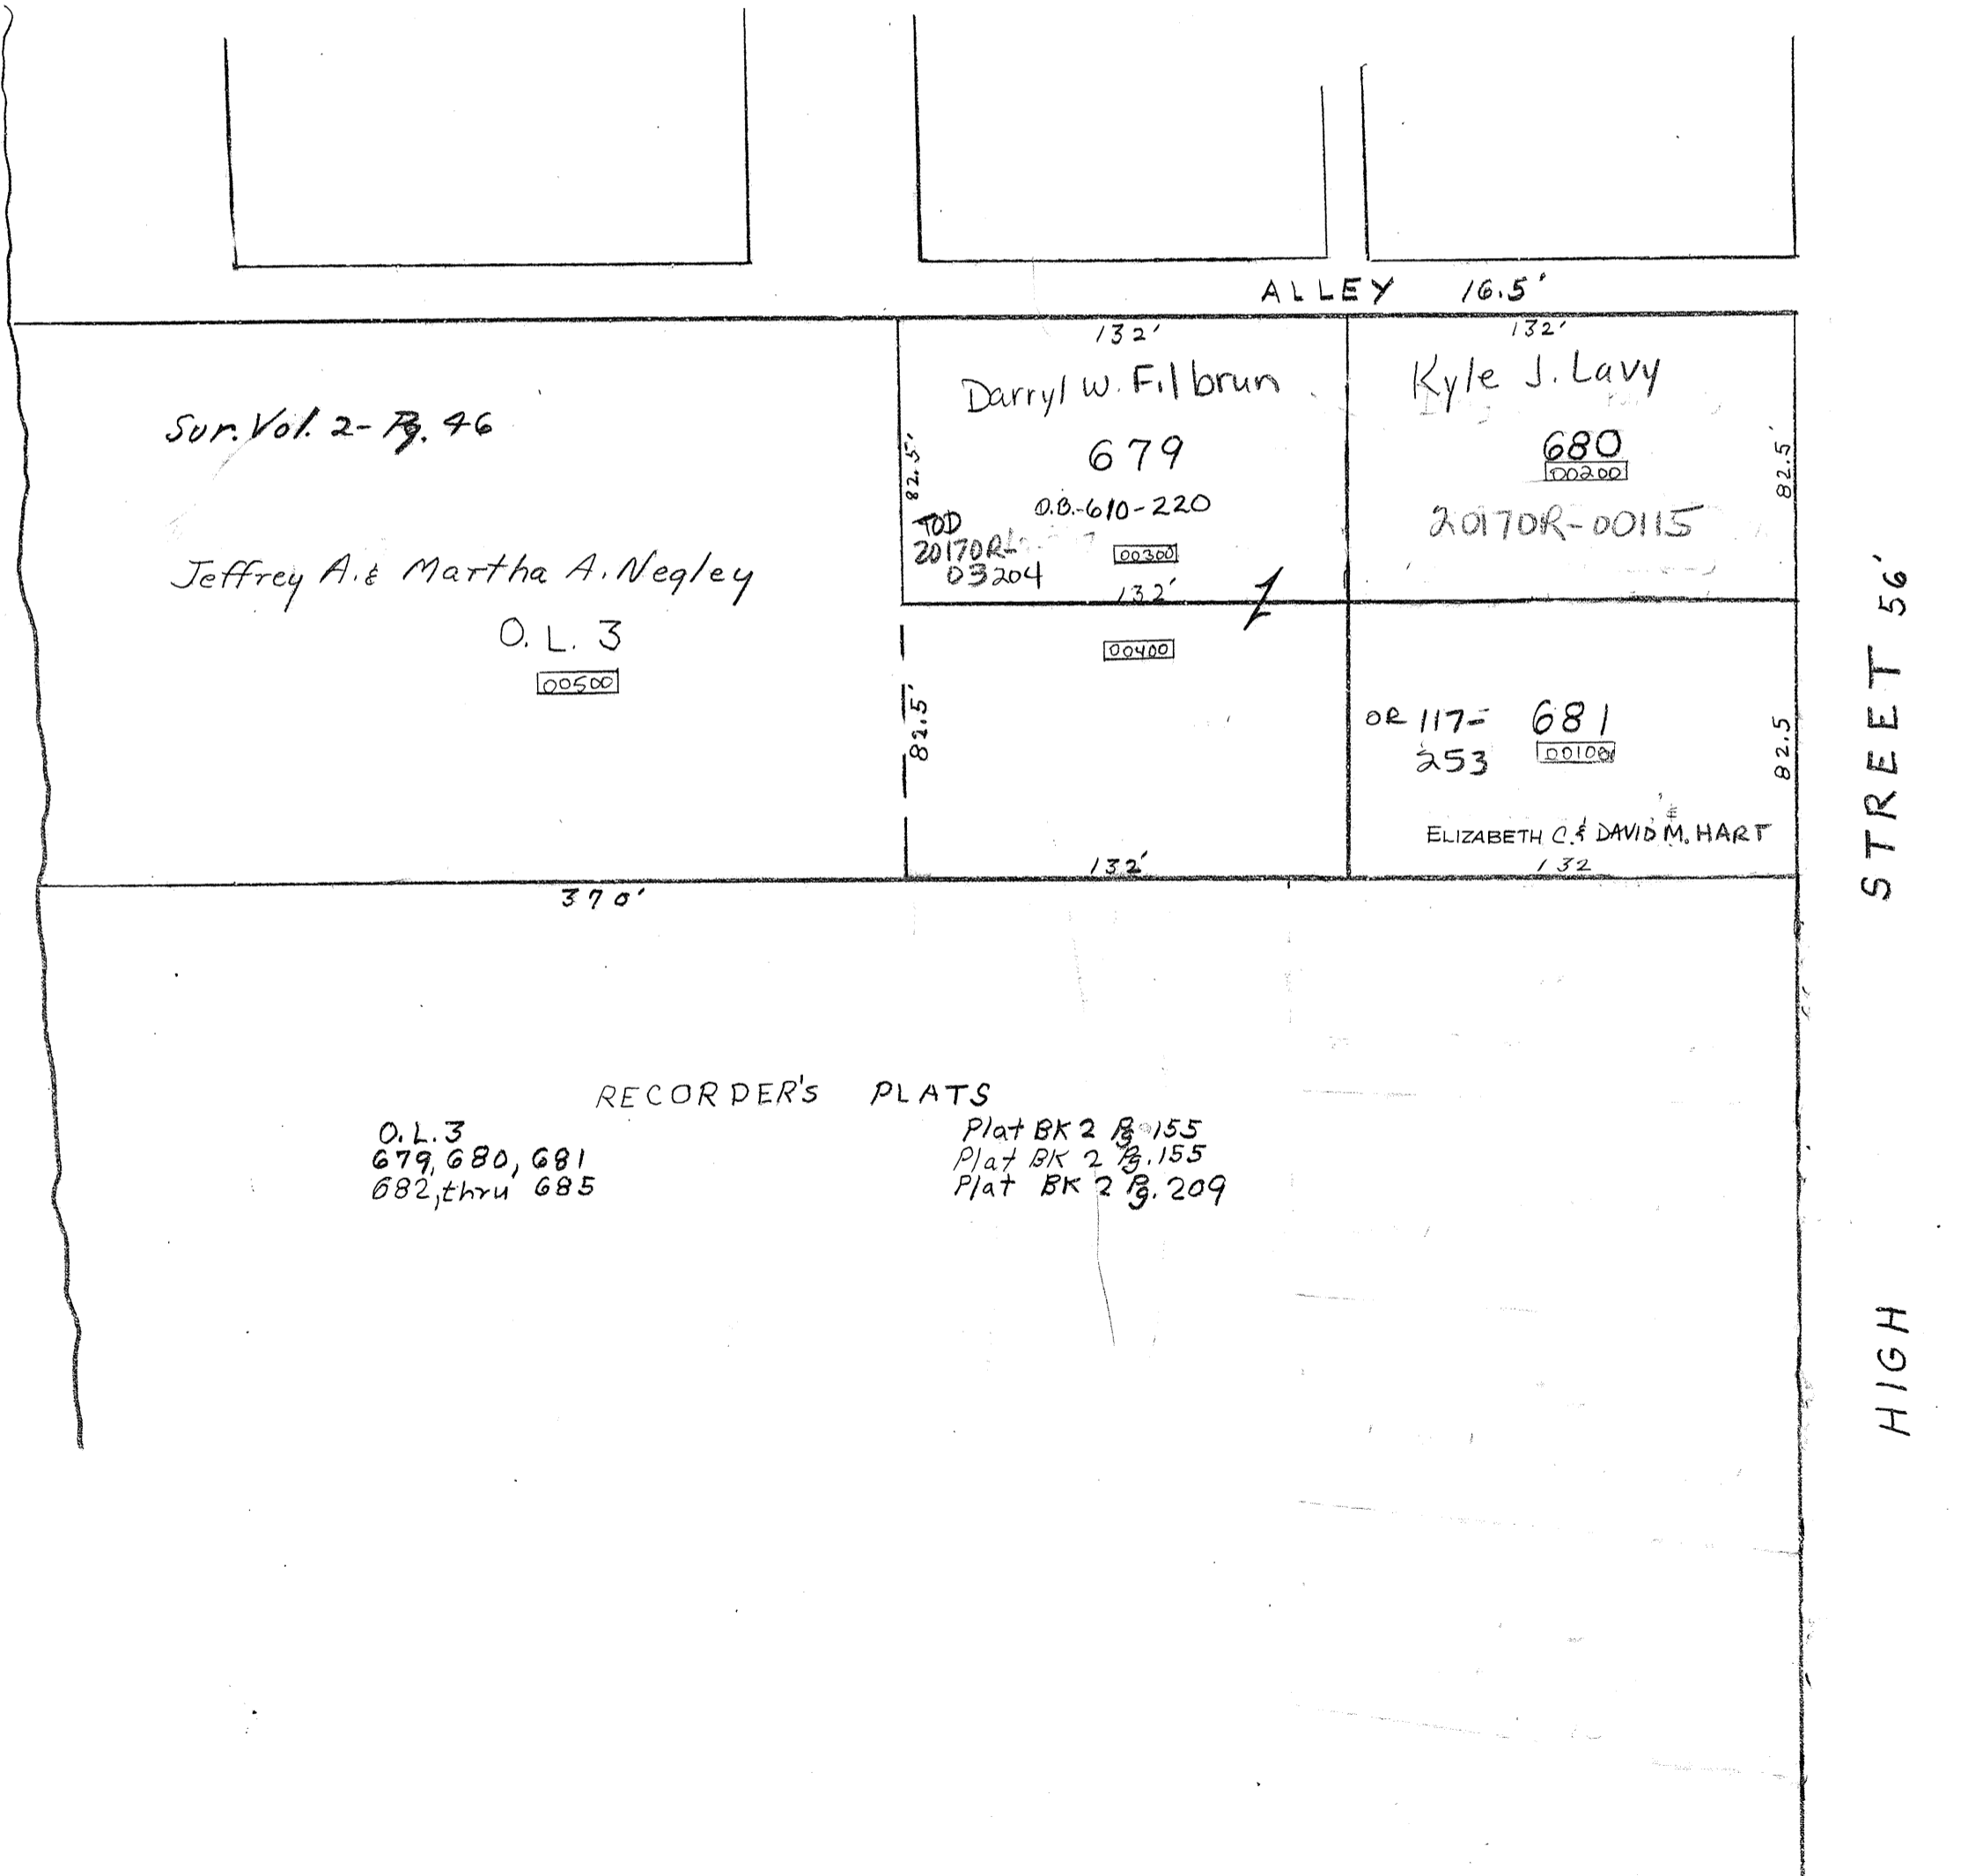 ALLEY 16.5'
132'
132'
Darryl W. Filbrun
Kyle J. Lavy
Sur. Vol. 2- Pg. 46
82.5'
679
680
00200
82.5'
D.B.-610-220
20170R-00115
TOD
20170R-
03204
00300
132'
Jeffrey A. & Martha A. Negley
O. L. 3
00500
STREET 56'
00400
82.5'
OR 117-
253
681
00100
82.5
ELIZABETH C. & DAVID M. HART
132'
132
370'
RECORDER'S PLATS
O. L. 3 Plat BK 2 Pg. 155
679, 680, 681 Plat BK 2 Pg. 155
682, thru 685 Plat BK 2 Pg. 209
HIGH